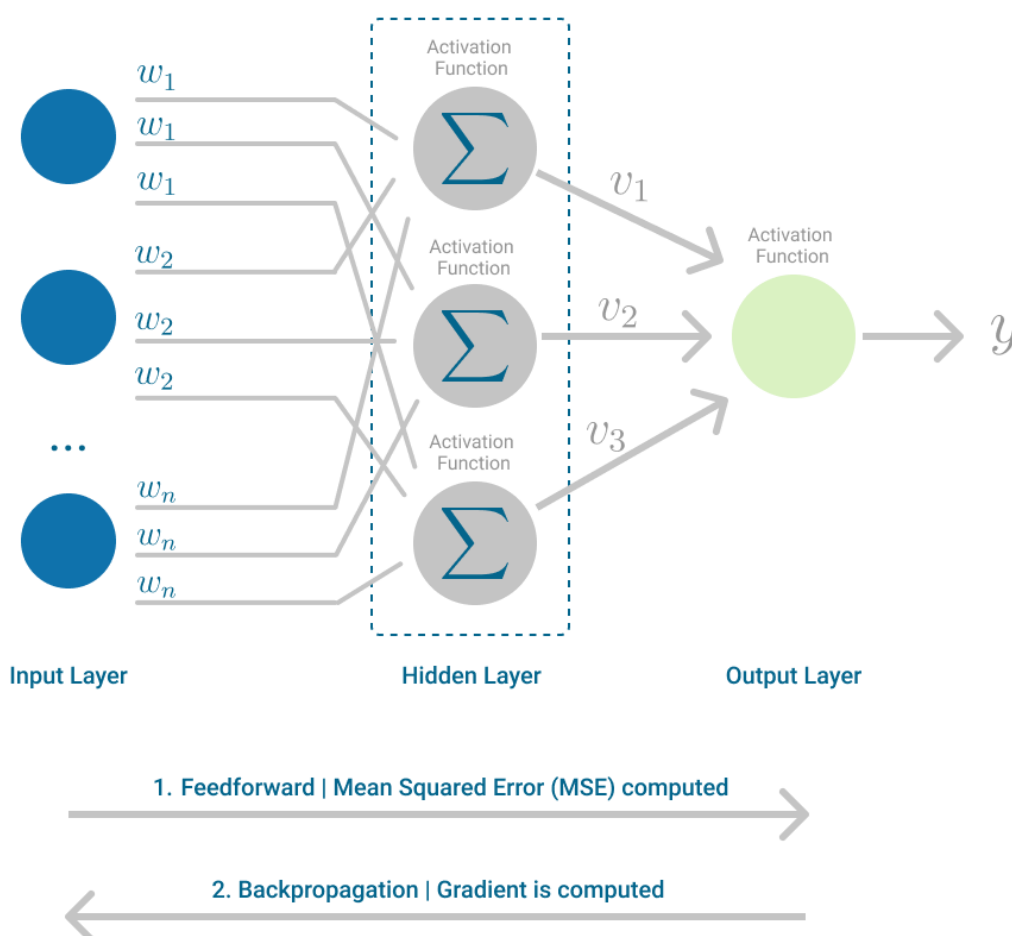 Activation
Function
w₁
w₁
w₁
∑
v₁
Activation
Function
w₂
Activation
Function
w₂
∑
v₂
y
w₂
...
Activation
Function
v₃
wₙ
wₙ
wₙ
∑
Input Layer
Hidden Layer
Output Layer
1. Feedforward | Mean Squared Error (MSE) computed
2. Backpropagation | Gradient is computed